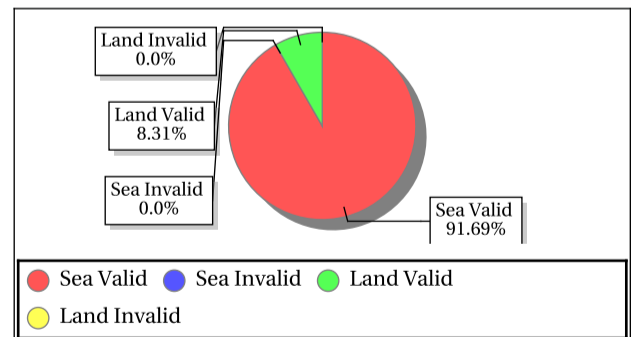 Land Invalid
0.0%
Land Valid
8.31%
Sea Invalid
0.0%
Sea Valid
91.69%
Sea Valid Sea Invalid Land Valid
Land Invalid